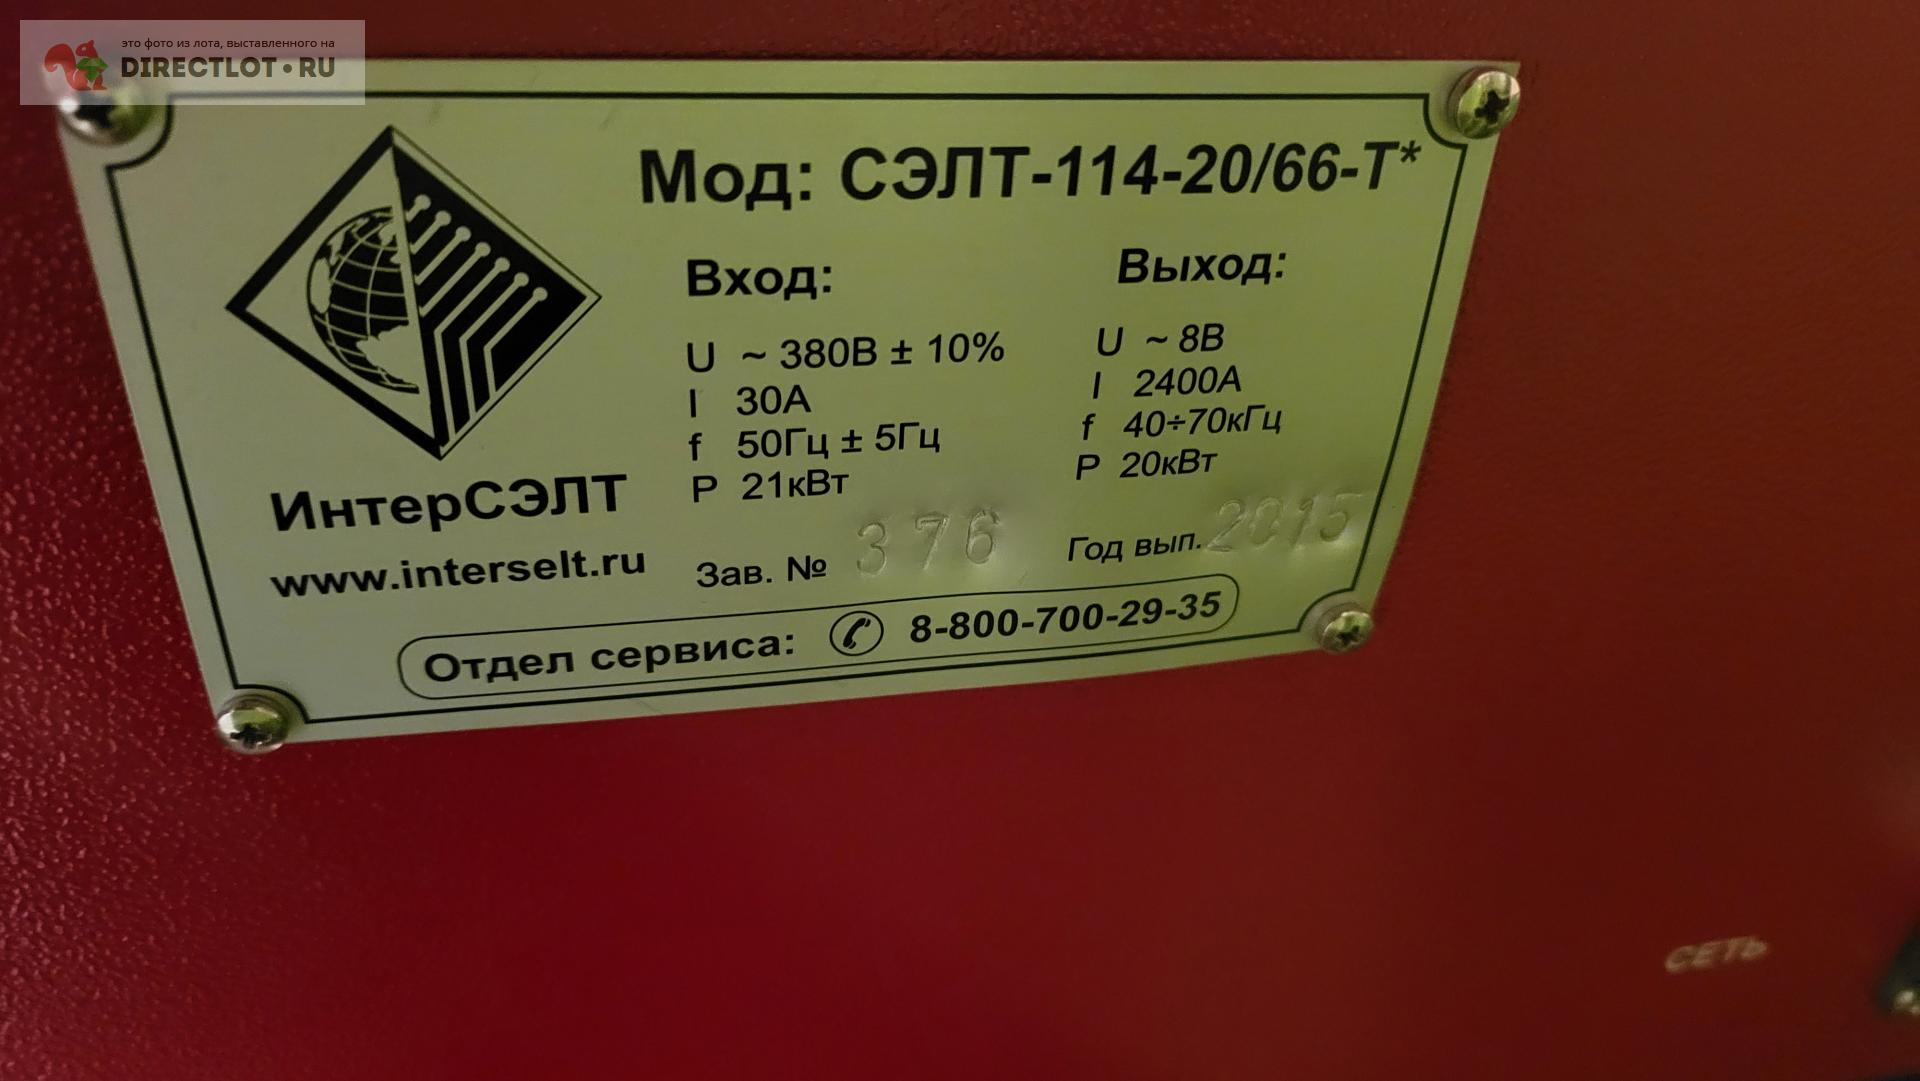 это фото из лота, выставленного на
DIRECTLOT•RU
Мод: СЭЛТ-114-20/66-Т*
Вход:
U ~ 380В ± 10%
I 30А
f 50Гц ± 5Гц
P 21кВт
Выход:
U ~ 8В
I 2400А
f 40÷70кГц
P 20кВт
ИнтерСЭЛТ
www.interselt.ru
Зав. № 376
Год вып. 2015
Отдел сервиса: 8-800-700-29-35
СЕТЬ